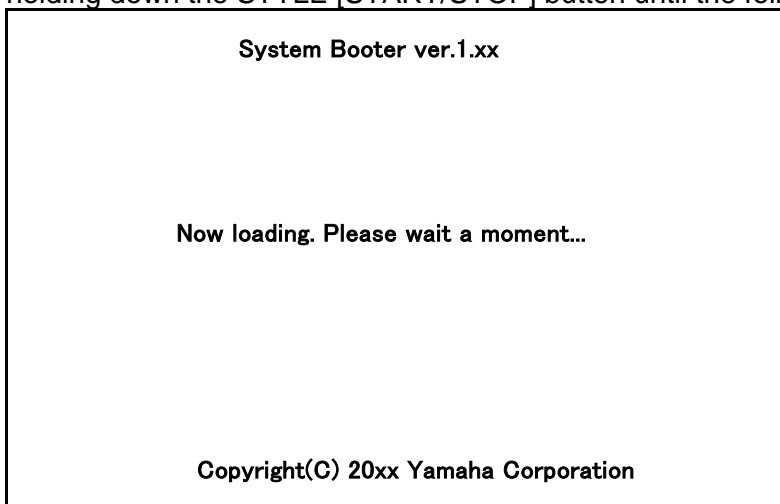 holding down the STYLE [START/STOP] button until the foll
System Booter ver.1.xx
Now loading. Please wait a moment...
Copyright(C) 20xx Yamaha Corporation